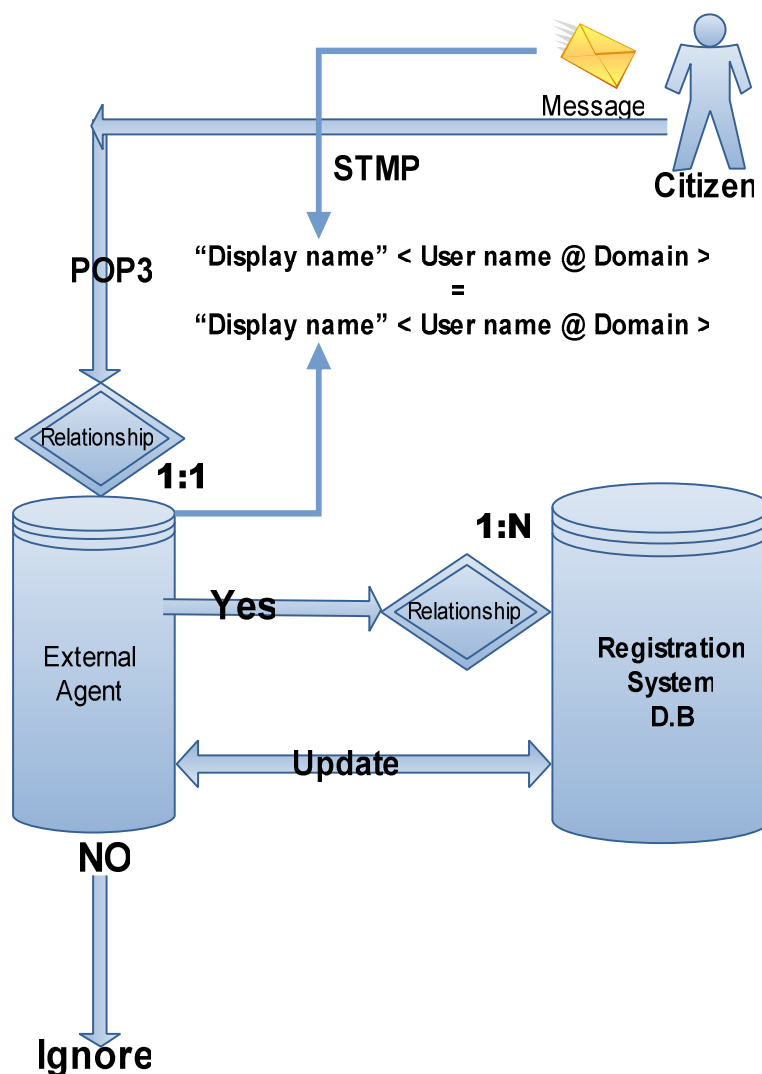 Message
STMP
Citizen
POP3
“Display name” < User name @ Domain >
=
“Display name” < User name @ Domain >
Relationship
1:1
1:N
Yes
Relationship
External
Agent
Registration
System
D.B
Update
NO
Ignore